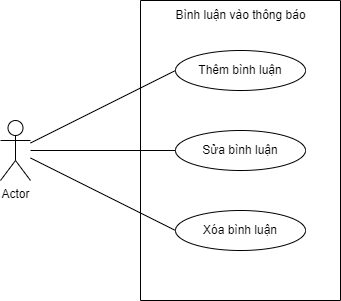 Bình luận vào thông báo
Thêm bình luận
Sửa bình luận
Actor
Xóa bình luận